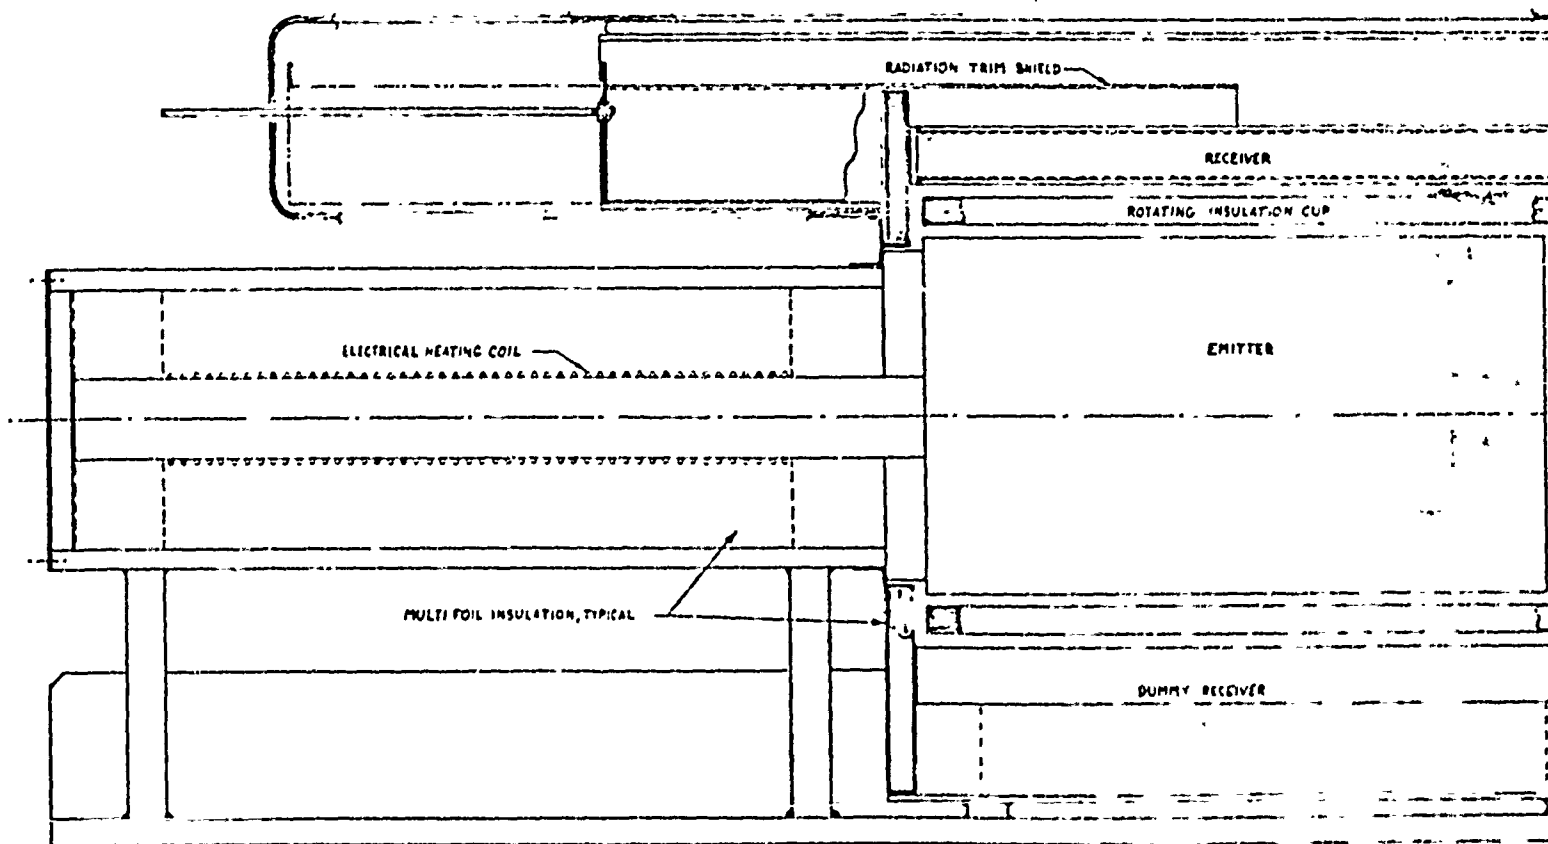 RADIATION TRIM SHIELD
RECEIVER
ROTATING INSULATION CUP
ELECTRICAL HEATING COIL
EMITTER
MULTI FOIL INSULATION, TYPICAL
DUMMY RECEIVER